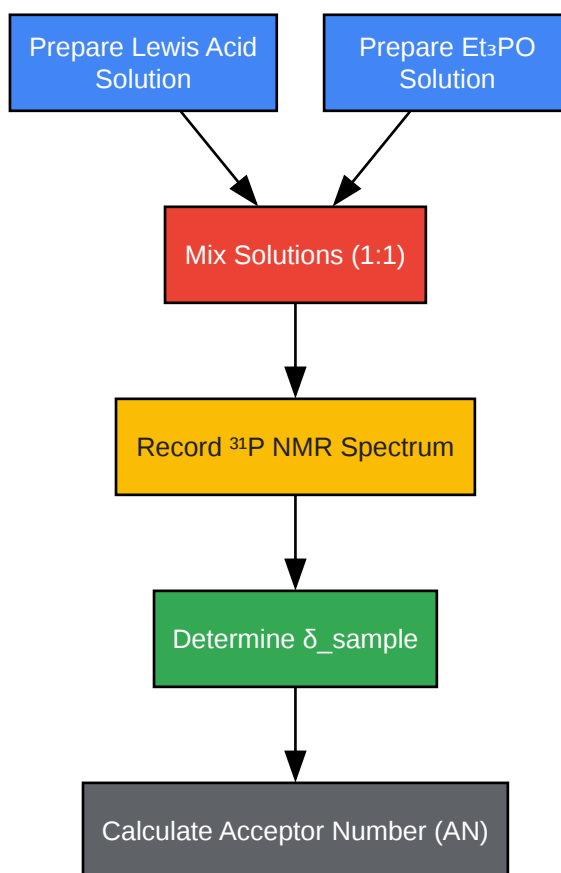 Prepare Lewis Acid
Solution
Prepare Et₃PO
Solution
Mix Solutions (1:1)
Record ³¹P NMR Spectrum
Determine δ_sample
Calculate Acceptor Number (AN)